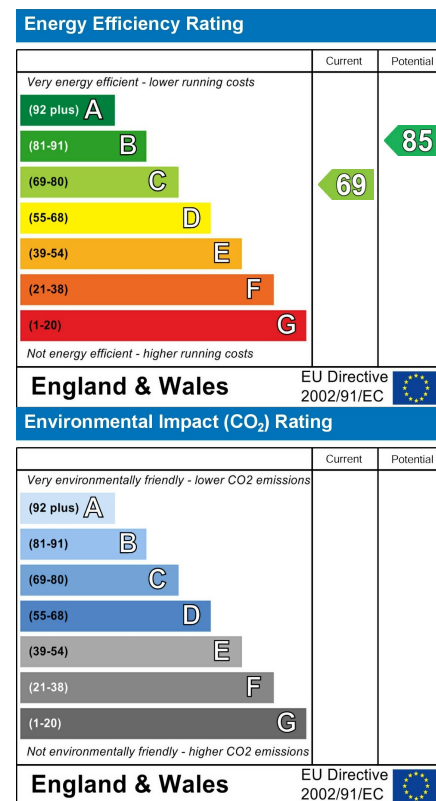 Energy Efficiency Rating
Current Potential
Very energy efficient - lower running costs
(92 plus) A
(81-91) B
(69-80) C
(55-68) D
(39-54) E
(21-38) F
(1-20) G
69
85
Not energy efficient - higher running costs
England & Wales
EU Directive
2002/91/EC
Environmental Impact (CO₂) Rating
Current Potential
Very environmentally friendly - lower CO2 emissions
(92 plus) A
(81-91) B
(69-80) C
(55-68) D
(39-54) E
(21-38) F
(1-20) G
Not environmentally friendly - higher CO2 emissions
England & Wales
EU Directive
2002/91/EC